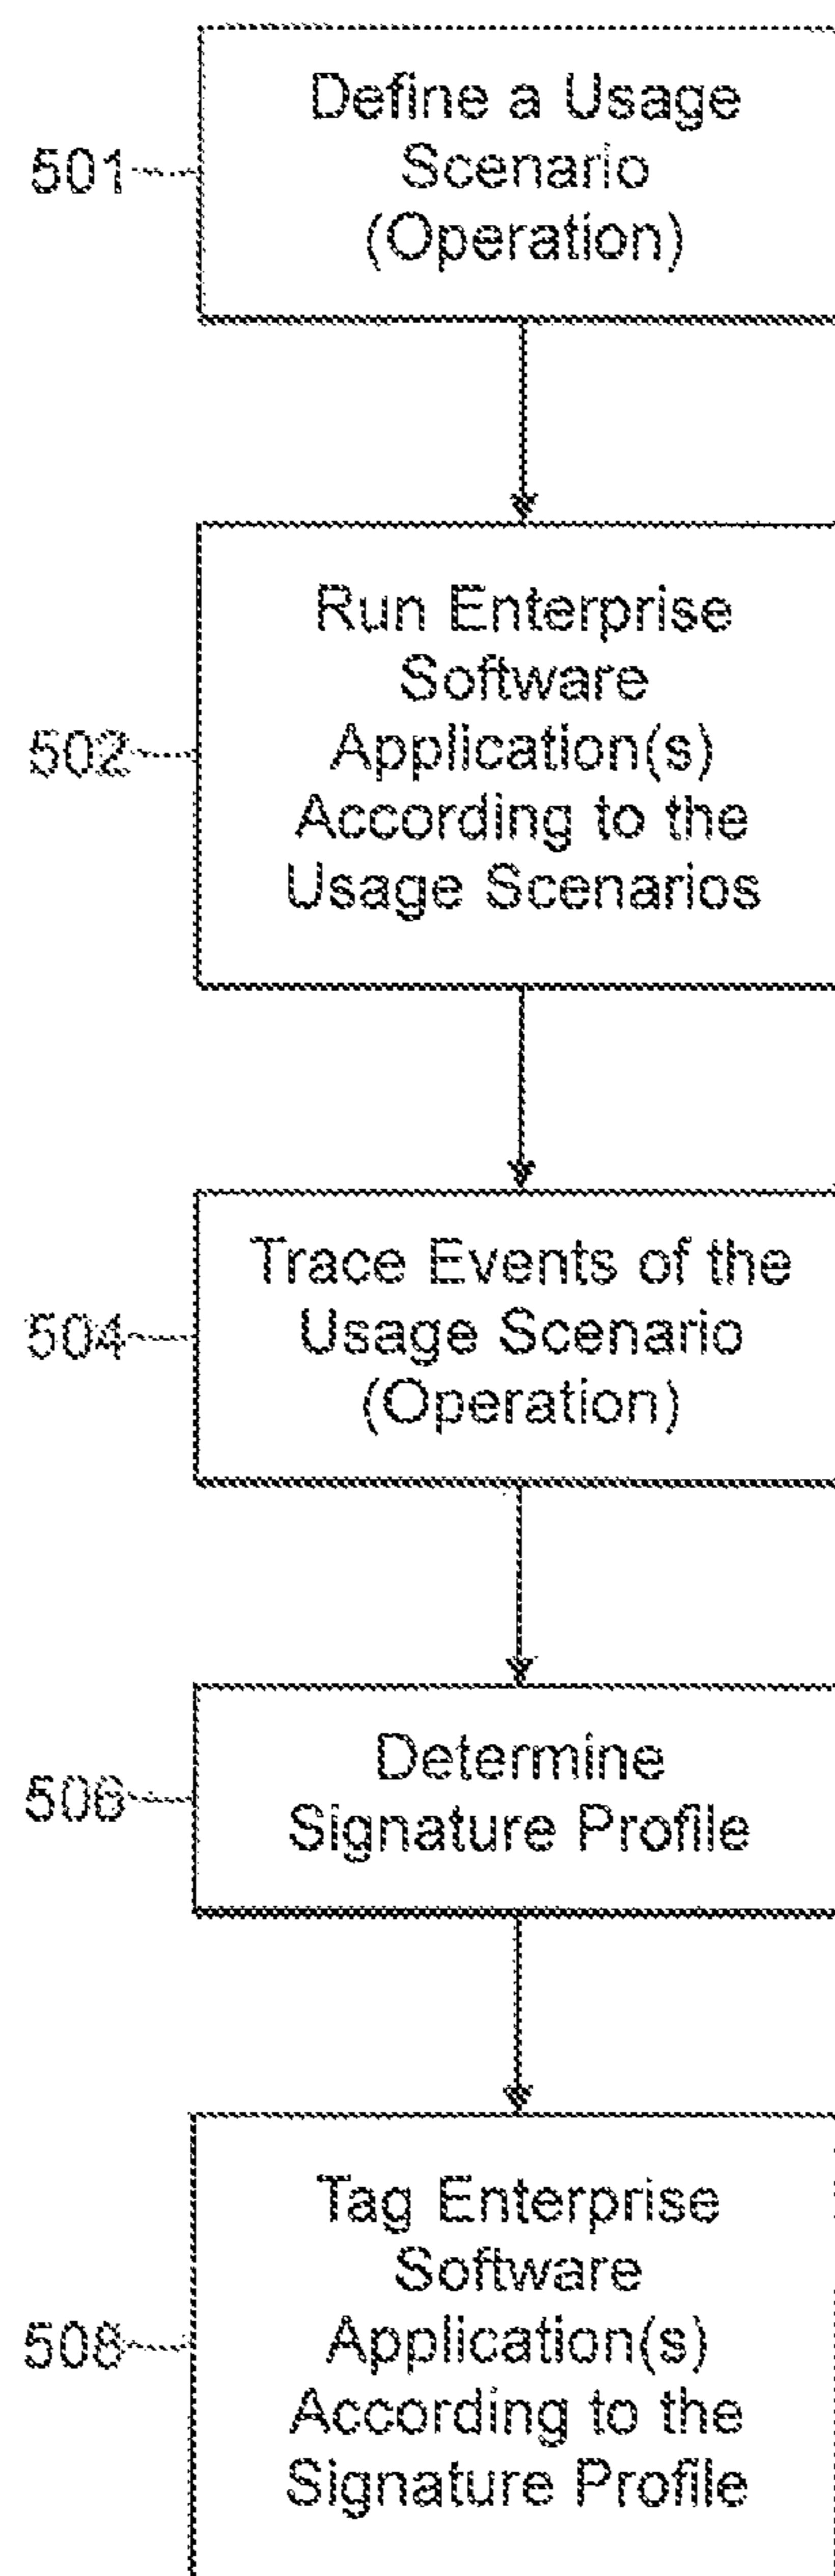 501
Define a Usage
Scenario
(Operation)
502
Run Enterprise
Software
Application(s)
According to the
Usage Scenarios
504
Trace Events of the
Usage Scenario
(Operation)
506
Determine
Signature Profile
508
Tag Enterprise
Software
Application(s)
According to the
Signature Profile